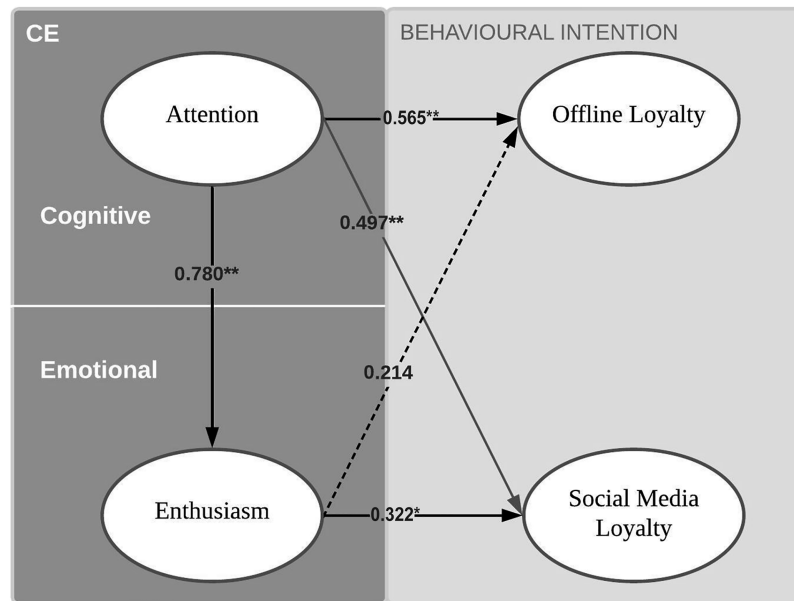 CE
BEHAVIOURAL INTENTION
Attention
0.565**
Offline Loyalty
Cognitive
0.497**
0.780**
Emotional
0.214
Enthusiasm
0.322*
Social Media
Loyalty